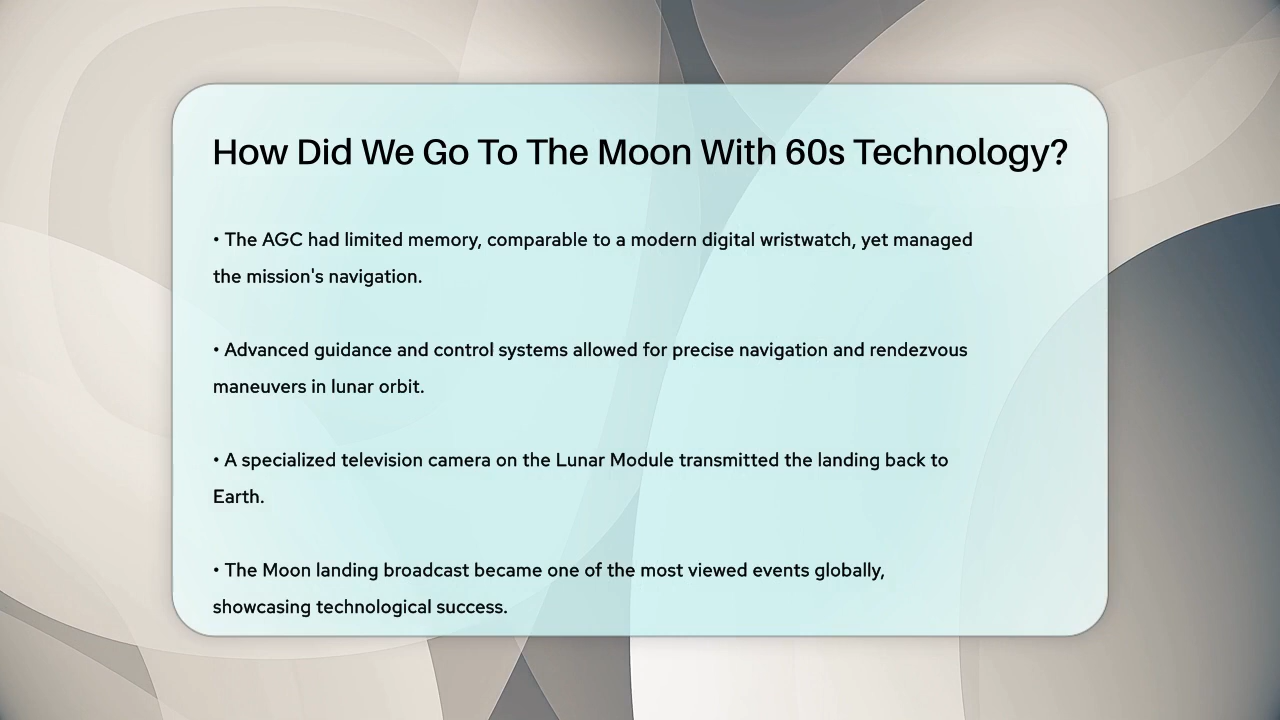 How Did We Go To The Moon With 60s Technology?
• The AGC had limited memory, comparable to a modern digital wristwatch, yet managed
the mission's navigation.
• Advanced guidance and control systems allowed for precise navigation and rendezvous
maneuvers in lunar orbit.
• A specialized television camera on the Lunar Module transmitted the landing back to
Earth.
• The Moon landing broadcast became one of the most viewed events globally,
showcasing technological success.